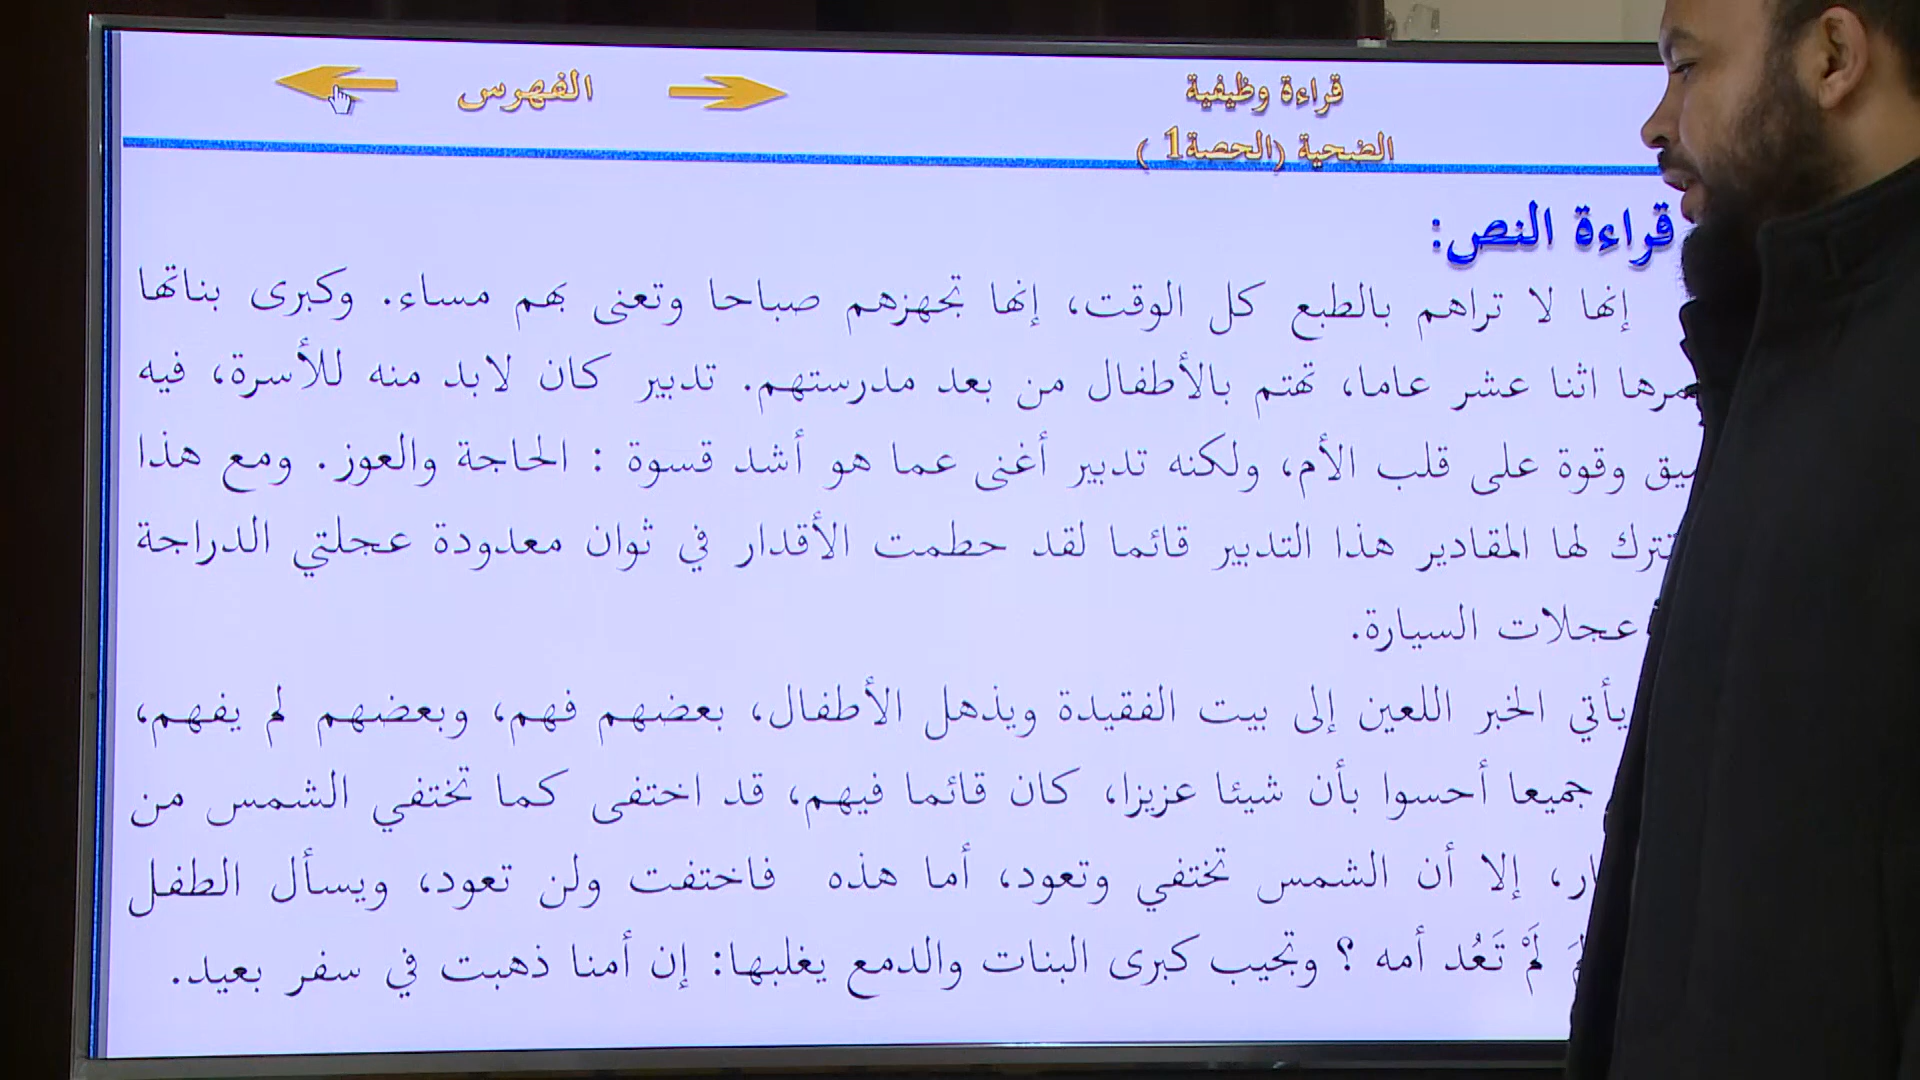 قراءة وظيفية
الفهرس
الضحية (الحصة1 )
قراءة النص:
إنها لا تراهم بالطبع كل الوقت، إنها تجهزهم صباحا وتعنى بهم مساء. وكبرى بناتها
اثنا عشر عاما، تهتم بالأطفال من بعد مدرستهم. تدبير كان لابد منه للأسرة، فيه
وقوة على قلب الأم، ولكنه تدبير أغنى عما هو أشد قسوة : الحاجة والعوز. ومع هذا
لها المقادير هذا التدبير قائما لقد حطمت الأقدار في ثوان معدودة عجلتي الدراجة
عجلات السيارة.
يأتي الخبر اللعين إلى بيت الفقيدة ويذهل الأطفال، بعضهم فهم، وبعضهم لم يفهم،
جميعا أحسوا بأن شيئا عزيزا، كان قائما فيهم، قد اختفى كما تختفي الشمس من
إلا أن الشمس تختفي وتعود، أما هذه فاختفت ولن تعود، ويسأل الطفل
لَمْ تَعُد أمه ؟ وتجيب كبرى البنات والدمع يغلبها: إن أمنا ذهبت في سفر بعيد.